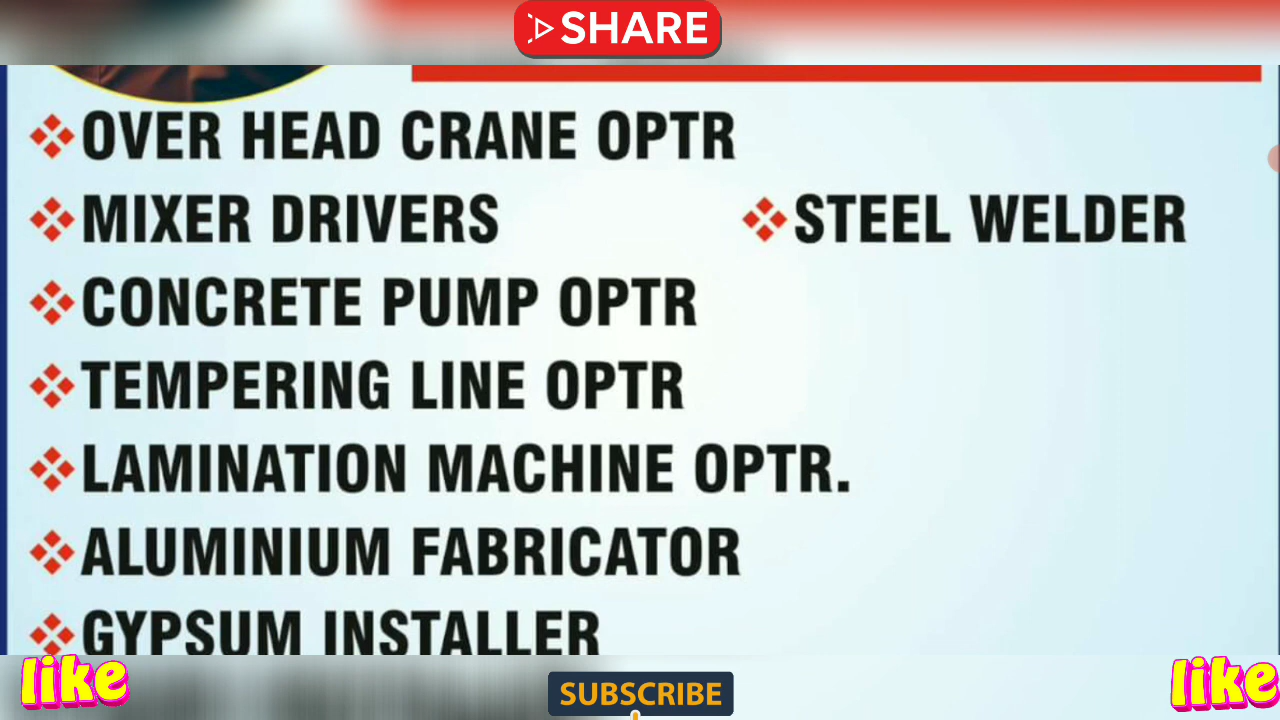 SHARE
OVER HEAD CRANE OPTR
MIXER DRIVERS STEEL WELDER
CONCRETE PUMP OPTR
TEMPERING LINE OPTR
LAMINATION MACHINE OPTR.
ALUMINIUM FABRICATOR
GYPSUM INSTALLER
like like
SUBSCRIBE